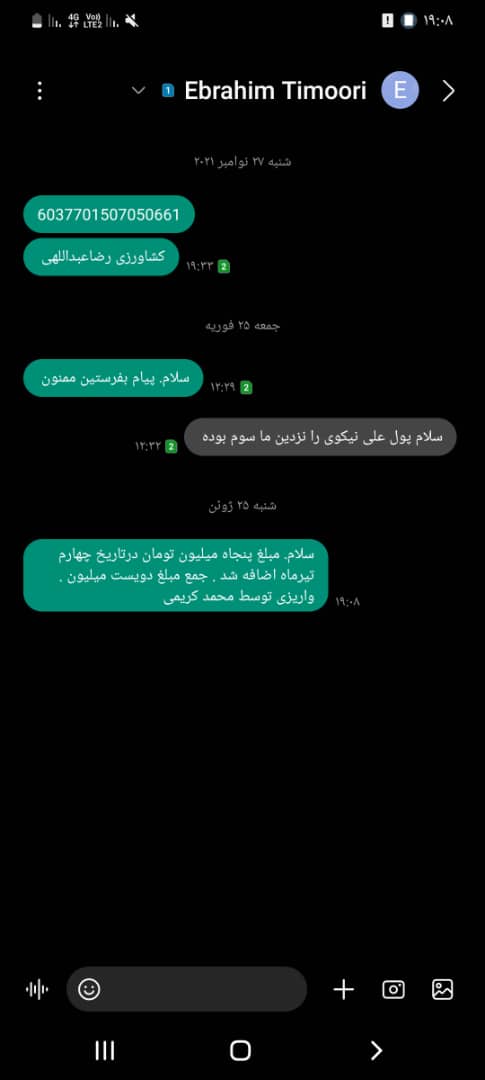 4G
Vo))
LTE2
۱۹:۰۸
1
Ebrahim Timoori
E
شنبه ۲۷ نوامبر ۲۰۲۱
6037701507050661
کشاورزی رضاعبداللهی
۱۹:۳۳
2
جمعه ۲۵ فوریه
سلام. پیام بفرستین ممنون
۱۲:۲۹
2
سلام پول علی نیکوی را نزدین ما سوم بوده
۱۲:۳۲
2
شنبه ۲۵ ژوئن
سلام. مبلغ پنجاه میلیون تومان درتاریخ چهارم
تیرماه اضافه شد . جمع مبلغ دویست میلیون .
واریزی توسط محمد کریمی
۱۹:۰۸